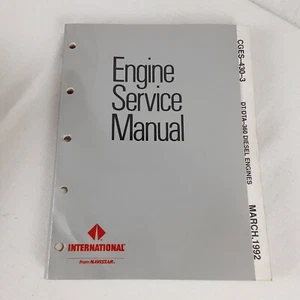 Engine
Service
Manual
INTERNATIONAL®
from NAVISTAR.
CGES-430-3
DT/DTA-360 DIESEL ENGINES
MARCH, 1992